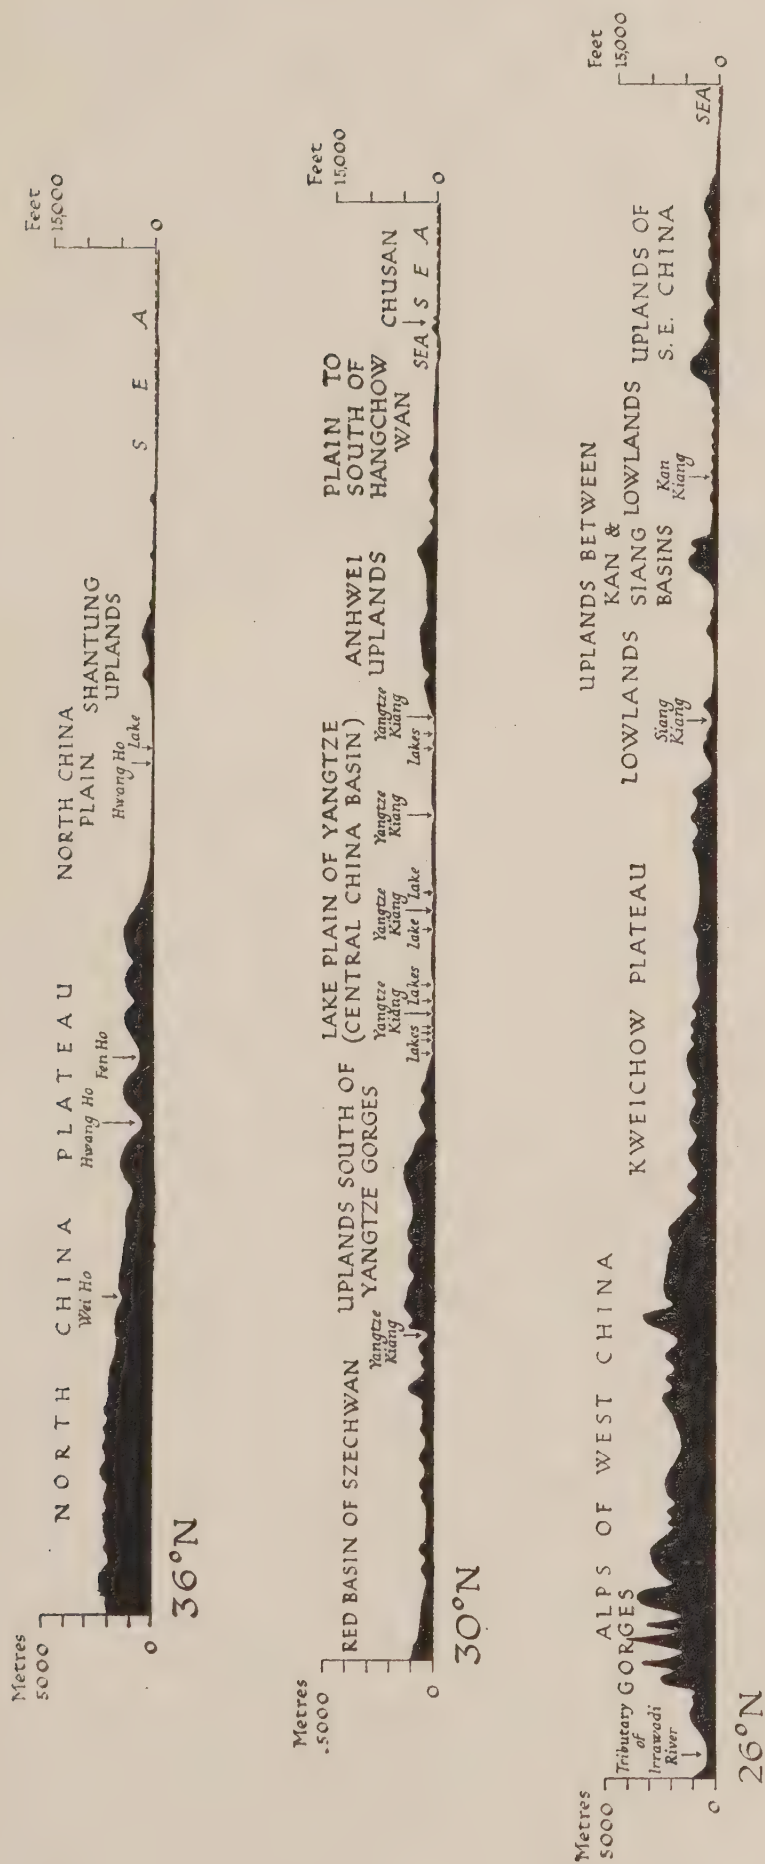 Metres
5000
0
NORTH CHINA PLATEAU
Wei Ho
Hwang Ho
Fen Ho
NORTH CHINA
PLAIN
Hwang Ho
Lake
SHANTUNG
UPLANDS
SEA
Feet
15,000
0
36°N
Metres
5000
0
RED BASIN OF SZECHWAN
Yangtze
Kiang
UPLANDS SOUTH OF
YANGTZE GORGES
LAKE PLAIN OF YANGTZE
(CENTRAL CHINA BASIN)
Yangtze
Kiang
Lakes
Lakes
Yangtze
Kiang
Lake
Lake
Yangtze
Kiang
Yangtze
Kiang
Lakes
ANHWEI
UPLANDS
PLAIN TO
SOUTH OF
HANGCHOW
WAN
CHUSAN
SEA
SEA
Feet
15,000
0
30°N
Metres
5000
0
Tributary
of
Irrawadi
River
GORGES
ALPS OF WEST CHINA
KWEICHOW PLATEAU
LOWLANDS
Siang
Kiang
UPLANDS BETWEEN
KAN &
SIANG
BASINS
LOWLANDS
Kan
Kiang
UPLANDS OF
S.E. CHINA
SEA
Feet
15,000
0
26°N